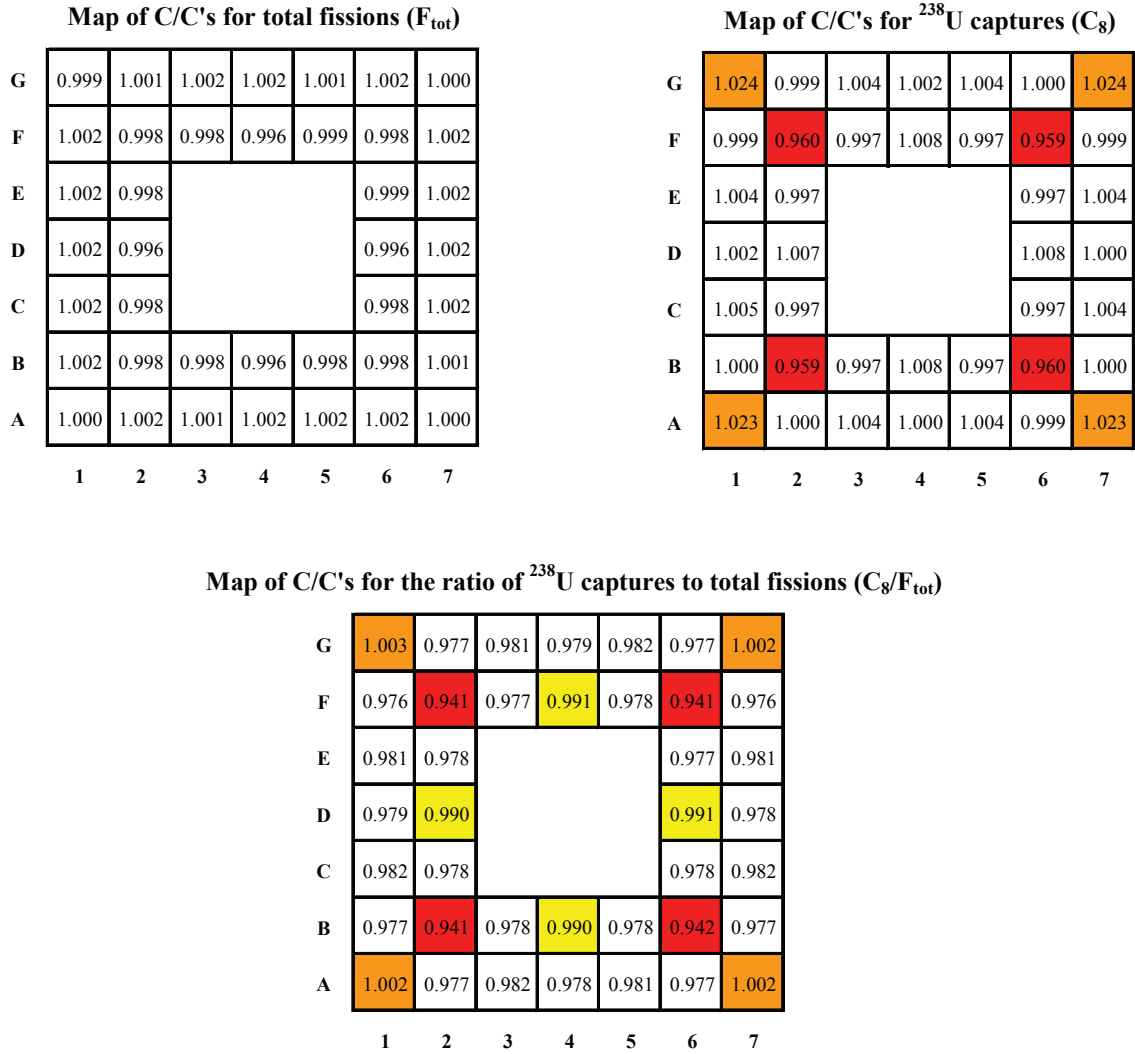 Map of C/C's for total fissions (Ftot)
G 0.999 1.001 1.002 1.002 1.001 1.002 1.000
F 1.002 0.998 0.998 0.996 0.999 0.998 1.002
E 1.002 0.998 0.999 1.002
D 1.002 0.996 0.996 1.002
C 1.002 0.998 0.998 1.002
B 1.002 0.998 0.998 0.996 0.998 0.998 1.001
A 1.000 1.002 1.001 1.002 1.002 1.002 1.000
1 2 3 4 5 6 7
Map of C/C's for 238U captures (C8)
G 1.024 0.999 1.004 1.002 1.004 1.000 1.024
F 0.999 0.960 0.997 1.008 0.997 0.959 0.999
E 1.004 0.997 0.997 1.004
D 1.002 1.007 1.008 1.000
C 1.005 0.997 0.997 1.004
B 1.000 0.959 0.997 1.008 0.997 0.960 1.000
A 1.023 1.000 1.004 1.000 1.004 0.999 1.023
1 2 3 4 5 6 7
Map of C/C's for the ratio of 238U captures to total fissions (C8/Ftot)
G 1.003 0.977 0.981 0.979 0.982 0.977 1.002
F 0.976 0.941 0.977 0.991 0.978 0.941 0.976
E 0.981 0.978 0.977 0.981
D 0.979 0.990 0.991 0.978
C 0.982 0.978 0.978 0.982
B 0.977 0.941 0.978 0.990 0.978 0.942 0.977
A 1.002 0.977 0.982 0.978 0.981 0.977 1.002
1 2 3 4 5 6 7